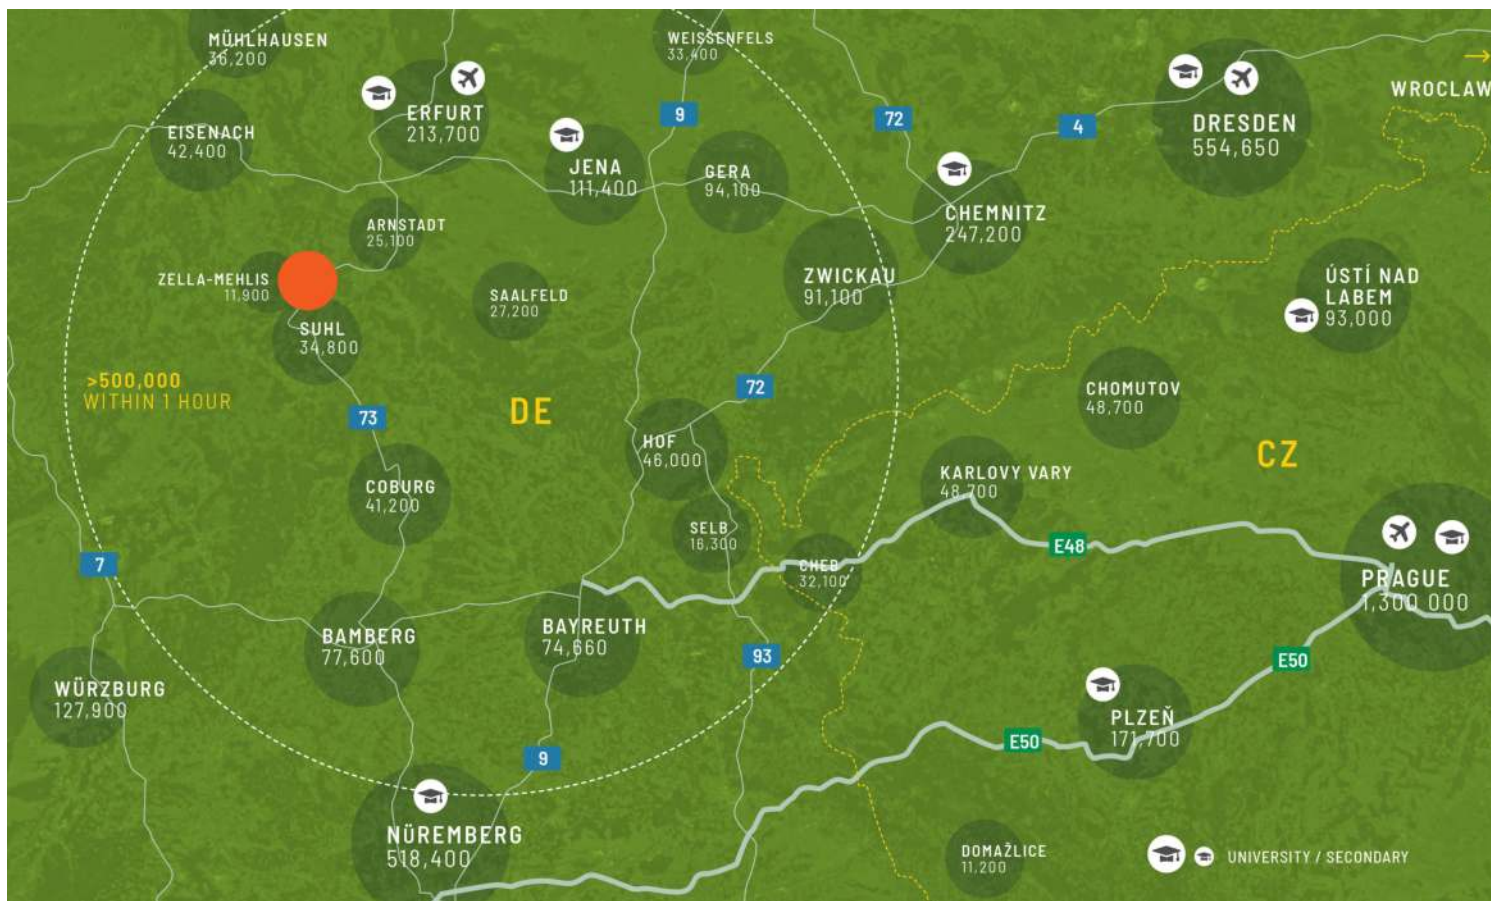 MÜHLHAUSEN
36,200
WEISSENFELS
33,400
ERFURT
213,700
EISENACH
42,400
JENA
111,400
GERA
94,100
9
72
4
DRESDEN
554,650
→
WROCLAW
CHEMNITZ
247,200
ARNSTADT
25,100
ZELLA-MEHLIS
11,900
SUHL
34,800
SAALFELD
27,200
ZWICKAU
91,100
ÚSTÍ NAD
LABEM
93,000
>500,000
WITHIN 1 HOUR
73
DE
72
CHOMUTOV
48,700
CZ
HOF
46,000
COBURG
41,200
KARLOVY VARY
48,700
SELB
16,300
CHEB
32,100
E48
7
PRAGUE
1,300 000
BAMBERG
77,600
BAYREUTH
74,660
93
E50
WÜRZBURG
127,900
PLZEŇ
171,700
E50
9
NÜREMBERG
518,400
DOMAŽLICE
11,200
UNIVERSITY / SECONDARY